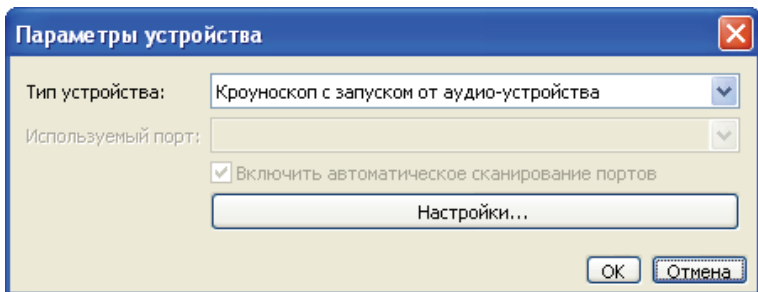 Параметры устройства
Тип устройства: Кроуноскоп с запуском от аудио-устройства
Используемый порт:
Включить автоматическое сканирование портов
Настройки...
OK Отмена